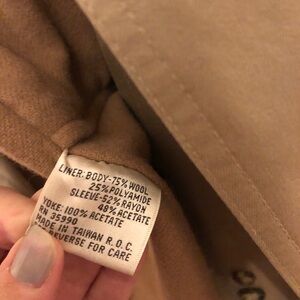 LINER: BODY-75% WOOL
25% POLYAMIDE
SLEEVE-52% RAYON
48% ACETATE
YOKE: 100% ACETATE
RN 35990
MADE IN TAIWAN R.O.C.
REVERSE FOR CARE